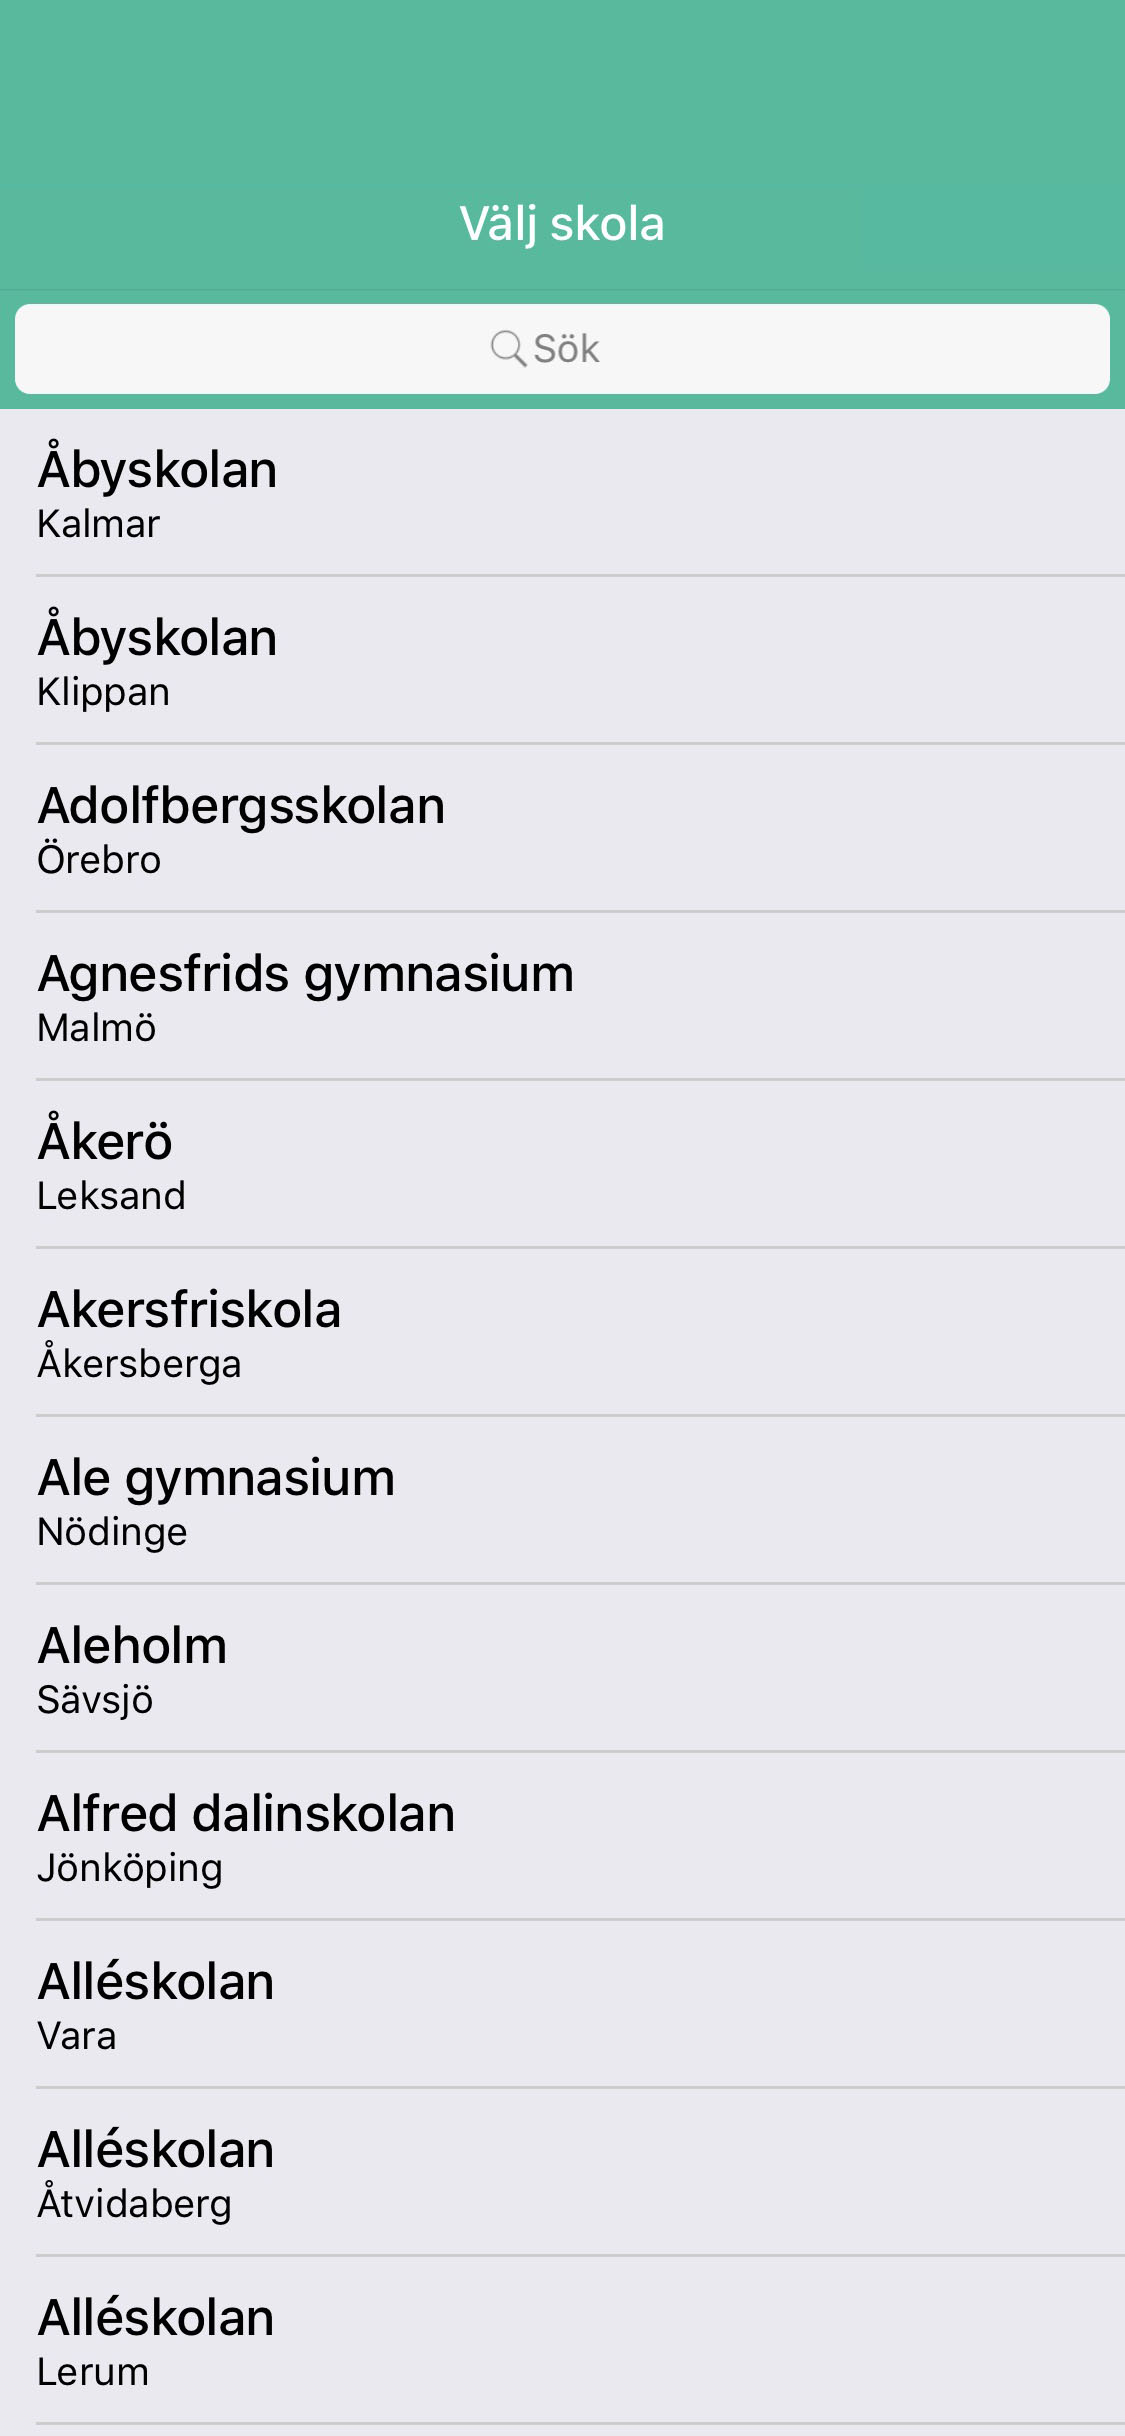 Välj skola
Sök
Åbyskolan
Kalmar
Åbyskolan
Klippan
Adolfbergsskolan
Örebro
Agnesfrids gymnasium
Malmö
Åkerö
Leksand
Akersfriskola
Åkersberga
Ale gymnasium
Nödinge
Aleholm
Sävsjö
Alfred dalinskolan
Jönköping
Alléskolan
Vara
Alléskolan
Åtvidaberg
Alléskolan
Lerum